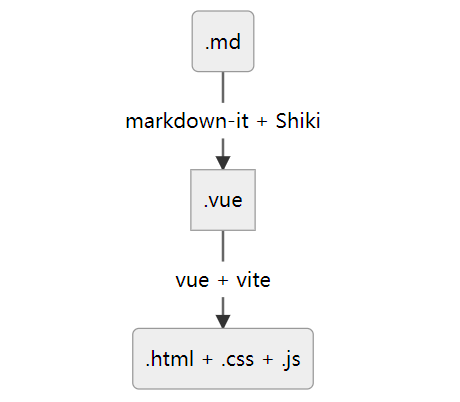 .md
markdown-it + Shiki
.vue
vue + vite
.html + .css + .js